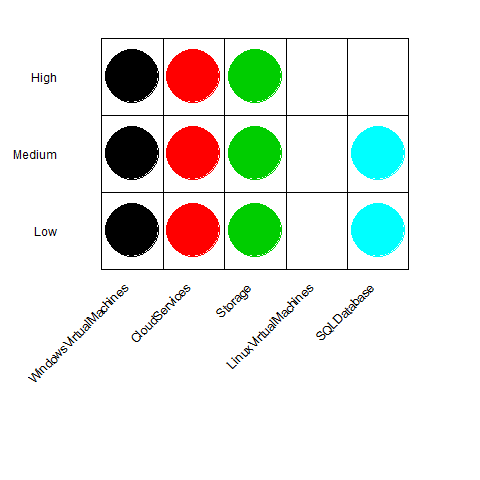 High
Medium
Low
WindowsVirtualMachines
CloudServices
Storage
LinuxVirtualMachines
SQLDatabase